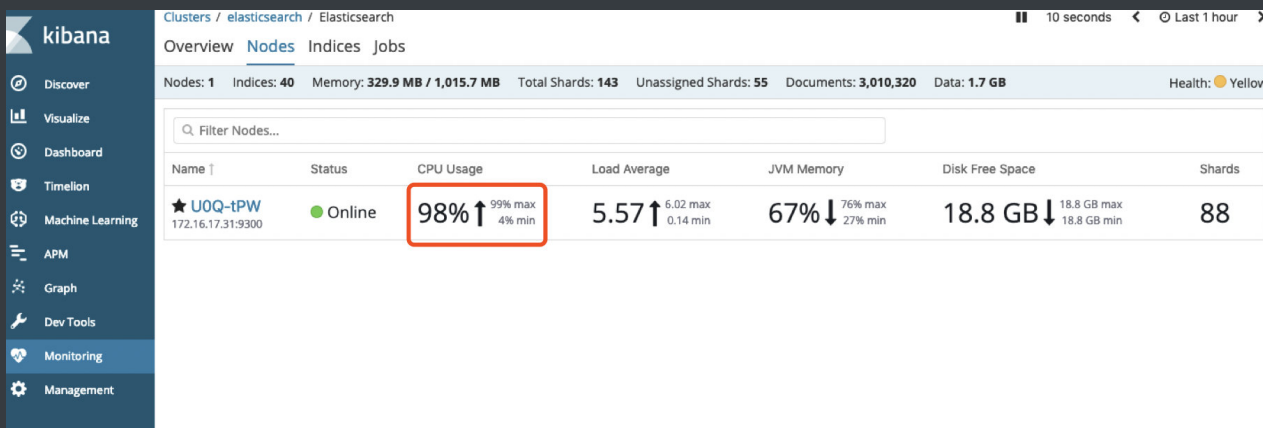 kibana
Discover
Visualize
Dashboard
Timelion
Machine Learning
APM
Graph
Dev Tools
Monitoring
Management
Clusters / elasticsearch / Elasticsearch
10 seconds Last 1 hour
Overview Nodes Indices Jobs
Nodes: 1 Indices: 40 Memory: 329.9 MB / 1,015.7 MB Total Shards: 143 Unassigned Shards: 55 Documents: 3,010,320 Data: 1.7 GB Health: Yellow
Filter Nodes...
Name Status CPU Usage Load Average JVM Memory Disk Free Space Shards
U0Q-tPW Online 98% 99% max 5.57 6.02 max 67% 76% max 18.8 GB 18.8 GB max 88
172.16.17.31:9300 4% min 0.14 min 27% min 18.8 GB min